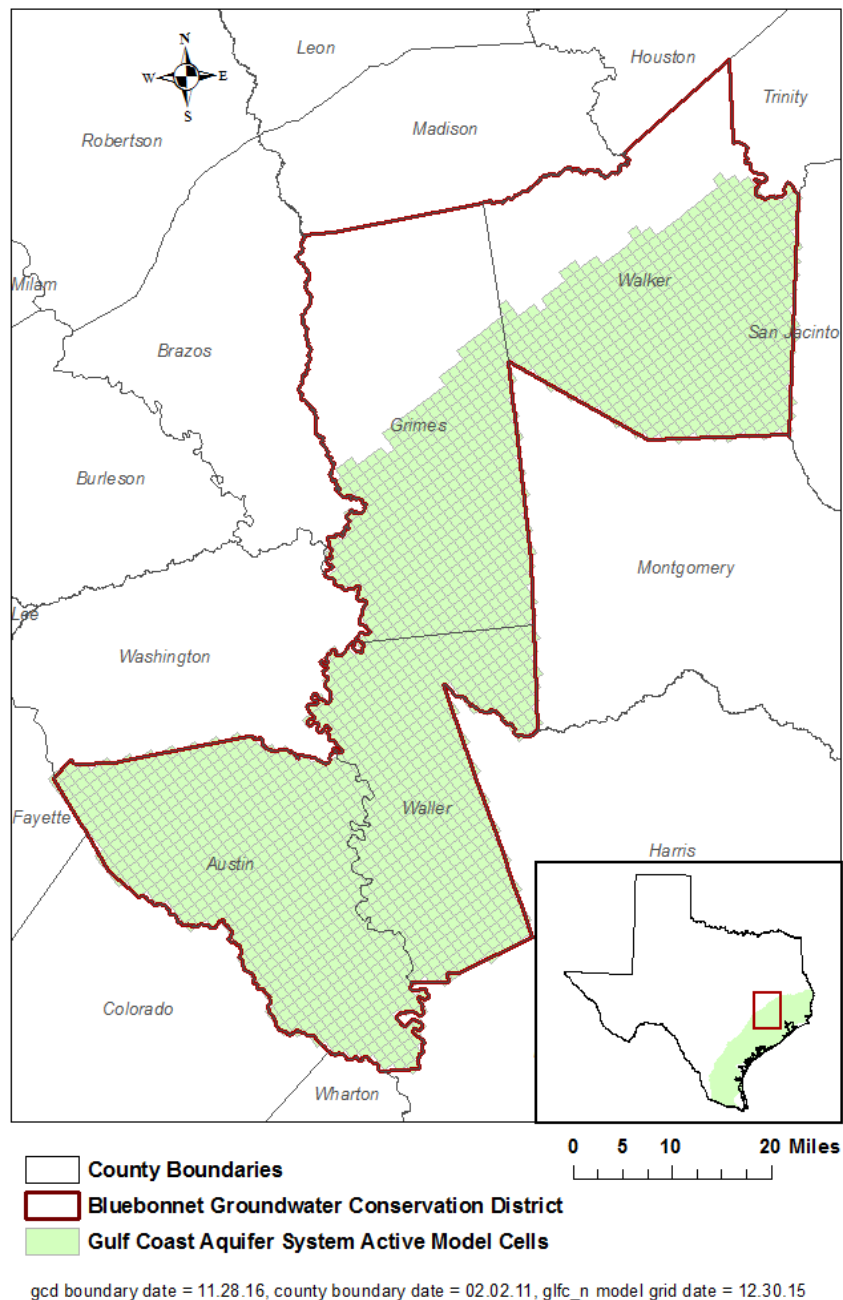 Leon
Houston
N
W E
S
Trinity
Madison
Robertson
Walker
Milam
San Jacinto
Brazos
Grimes
Burleson
Montgomery
Lee
Washington
Waller
Fayette
Harris
Austin
Colorado
Wharton
0 5 10 20 Miles
County Boundaries
Bluebonnet Groundwater Conservation District
Gulf Coast Aquifer System Active Model Cells
gcd boundary date = 11.28.16, county boundary date = 02.02.11, glfc_n model grid date = 12.30.15